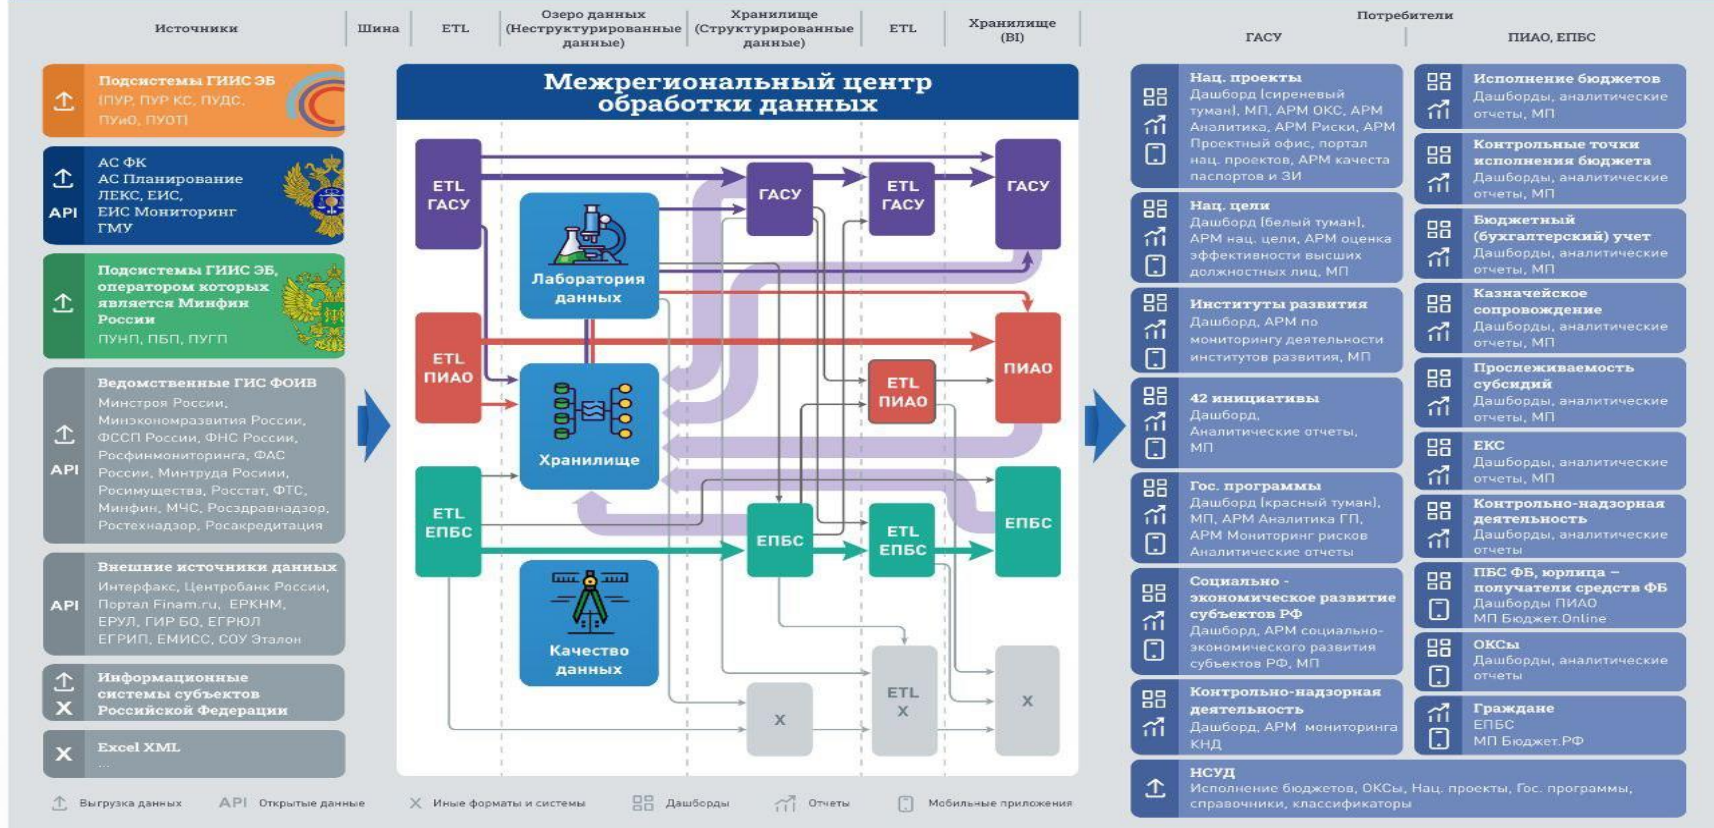 Источники
Шина
ETL
Озеро данных
(Неструктурированные
данные)
Хранилище
(Структурированные
данные)
ETL
Хранилище
(BI)
Потребители
ГАСУ
ПИАО, ЕПБС
Подсистемы ГИИС ЭБ
(ПУР, ПУР КС, ПУДС,
ПУиО, ПУОТ)
АС ФК
АС Планирование
ЛЕКС, ЕИС,
ЕИС Мониторинг
ГМУ
API
Подсистемы ГИИС ЭБ,
оператором которых
является Минфин
России
ПУНП, ПБП, ПУГП
Ведомственные ГИС ФОИВ
Минстроя России,
Минэкономразвития России,
ФССП России, ФНС России,
Росфинмониторинга, ФАС
России, Минтруда Росиии,
Росимущества, Росстат, ФТС,
Минфин, МЧС, Росздравнадзор,
Ростехнадзор, Росакредитация
API
Внешние источники данных
Интерфакс, Центробанк России,
Портал Finam.ru, ЕРКНМ,
ЕРУЛ, ГИР БО, ЕГРЮЛ
ЕГРИП, ЕМИСС, СОУ Эталон
API
Информационные
системы субъектов
Российской Федерации
X
Excel XML
...
X
Межрегиональный центр
обработки данных
ETL
ГАСУ
ГАСУ
ETL
ГАСУ
ГАСУ
Лаборатория
данных
ETL
ПИАО
Хранилище
ETL
ПИАО
ПИАО
ETL
ЕПБС
ЕПБС
ETL
ЕПБС
ЕПБС
Качество
данных
X
ETL
X
X
Нац. проекты
Дашборд (сиреневый
туман), МП, АРМ ОКС, АРМ
Аналитика, АРМ Риски, АРМ
Проектный офис, портал
нац. проектов, АРМ качеста
паспортов и ЗИ
Нац. цели
Дашборд (белый туман),
АРМ нац. цели, АРМ оценка
эффективности высших
должностных лиц, МП
Институты развития
Дашборд, АРМ по
мониторингу деятельности
институтов развития, МП
42 инициативы
Дашборд,
Аналитические отчеты,
МП
Гос. программы
Дашборд (красный туман),
МП, АРМ Аналитика ГП,
АРМ Мониторинг рисков
Аналитические отчеты
Социально -
экономическое развитие
субъектов РФ
Дашборд, АРМ социально-
экономического развития
субъектов РФ, МП
Контрольно-надзорная
деятельность
Дашборд, АРМ мониторинга
КНД
Исполнение бюджетов
Дашборды, аналитические
отчеты, МП
Контрольные точки
исполнения бюджета
Дашборды, аналитические
отчеты, МП
Бюджетный
(бухгалтерский) учет
Дашборды, аналитические
отчеты, МП
Казначейское
сопровождение
Дашборды, аналитические
отчеты, МП
Прослеживаемость
субсидий
Дашборды, аналитические
отчеты, МП
ЕКС
Дашборды, аналитические
отчеты, МП
Контрольно-надзорная
деятельность
Дашборды, аналитические
отчеты
ПБС ФБ, юрлица –
получатели средств ФБ
Дашборды ПИАО
МП Бюджет.Online
ОКСы
Дашборды, аналитические
отчеты
Граждане
ЕПБС
МП Бюджет.РФ
НСУД
Исполнение бюджетов, ОКСы, Нац. проекты, Гос. программы,
справочники, классификаторы
Выгрузка данных
API Открытые данные
X Иные форматы и системы
Дашборды
Отчеты
Мобильные приложения